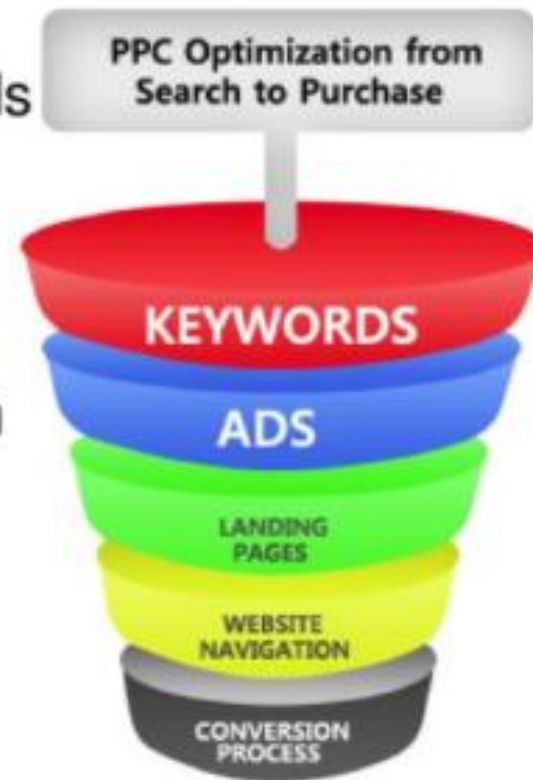 PPC Optimization from
Search to Purchase
KEYWORDS
ADS
LANDING
PAGES
WEBSITE
NAVIGATION
CONVERSION
PROCESS